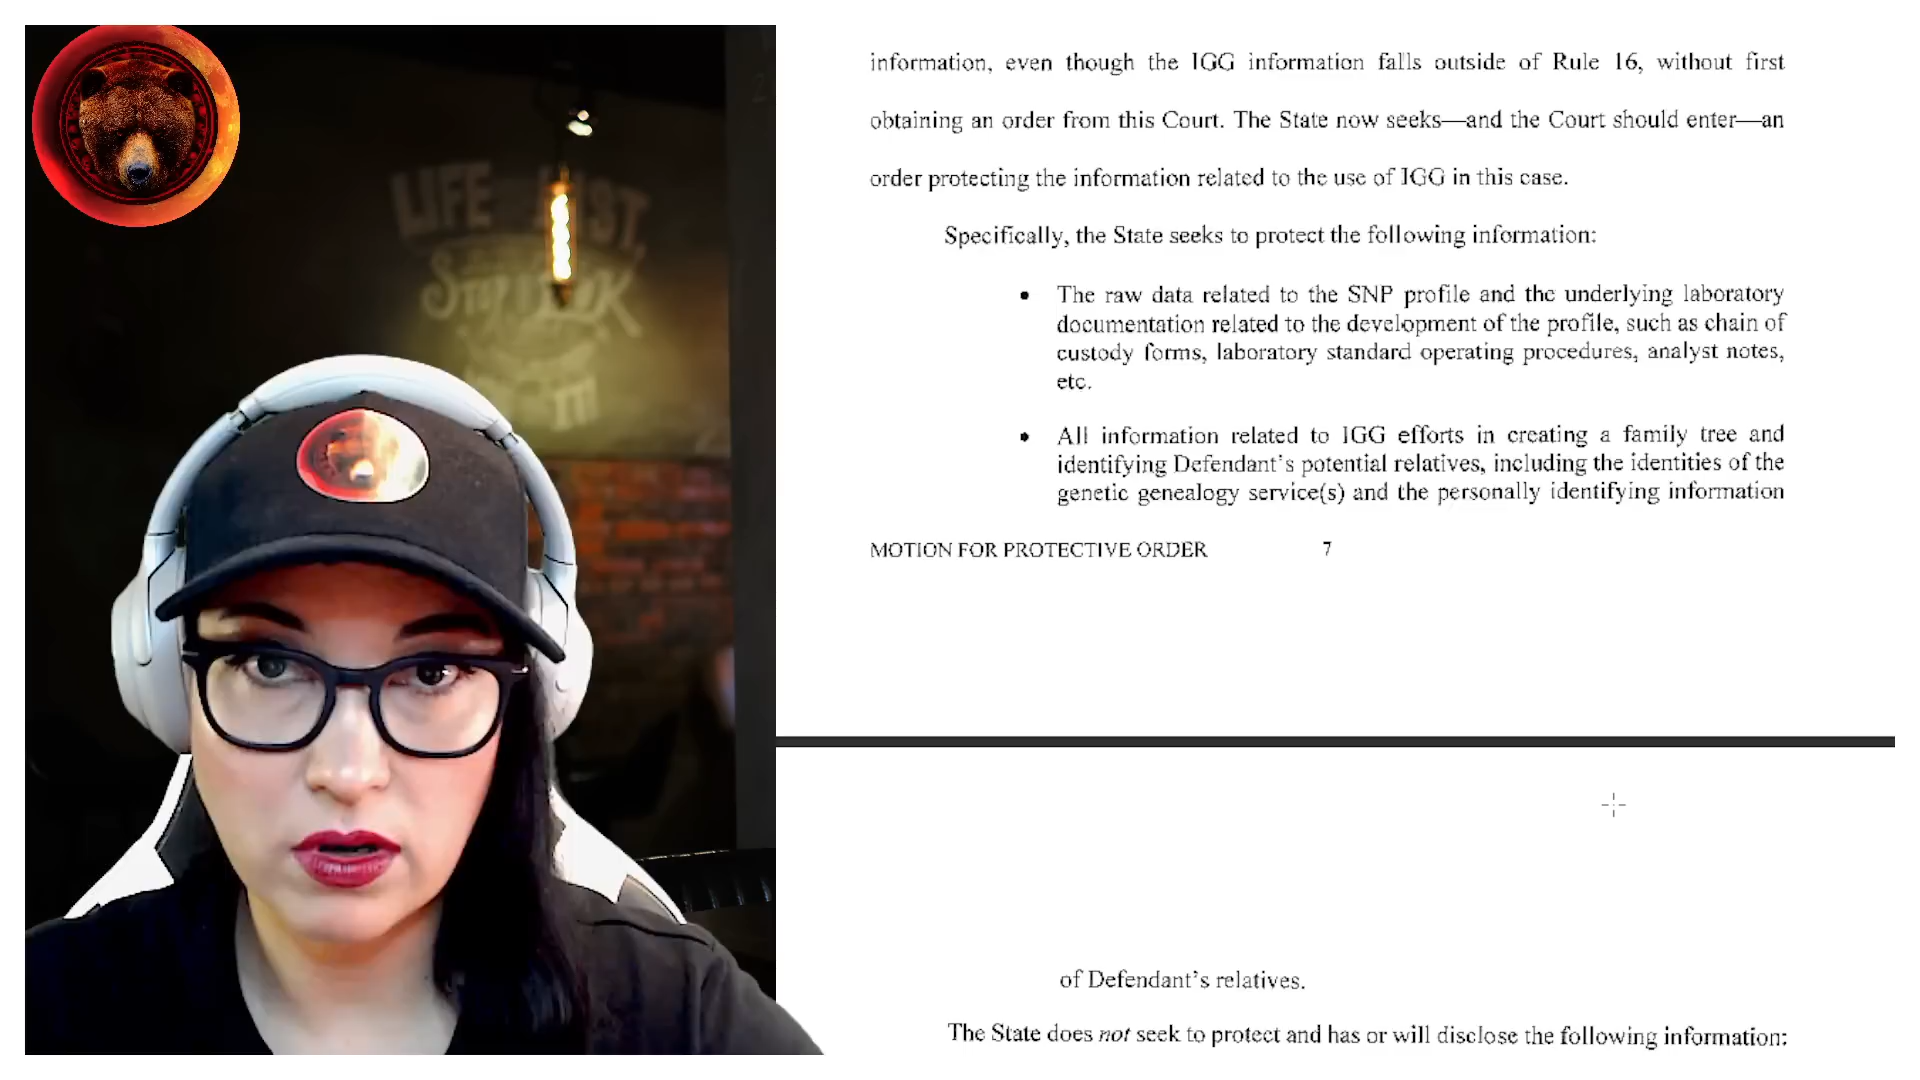 LIFE
information, even though the IGG information falls outside of Rule 16, without first
obtaining an order from this Court. The State now seeks—and the Court should enter—an
order protecting the information related to the use of IGG in this case.
Specifically, the State seeks to protect the following information:
• The raw data related to the SNP profile and the underlying laboratory
documentation related to the development of the profile, such as chain of
custody forms, laboratory standard operating procedures, analyst notes,
etc.
• All information related to IGG efforts in creating a family tree and
identifying Defendant's potential relatives, including the identities of the
genetic genealogy service(s) and the personally identifying information
MOTION FOR PROTECTIVE ORDER 7
of Defendant's relatives.
The State does not seek to protect and has or will disclose the following information: